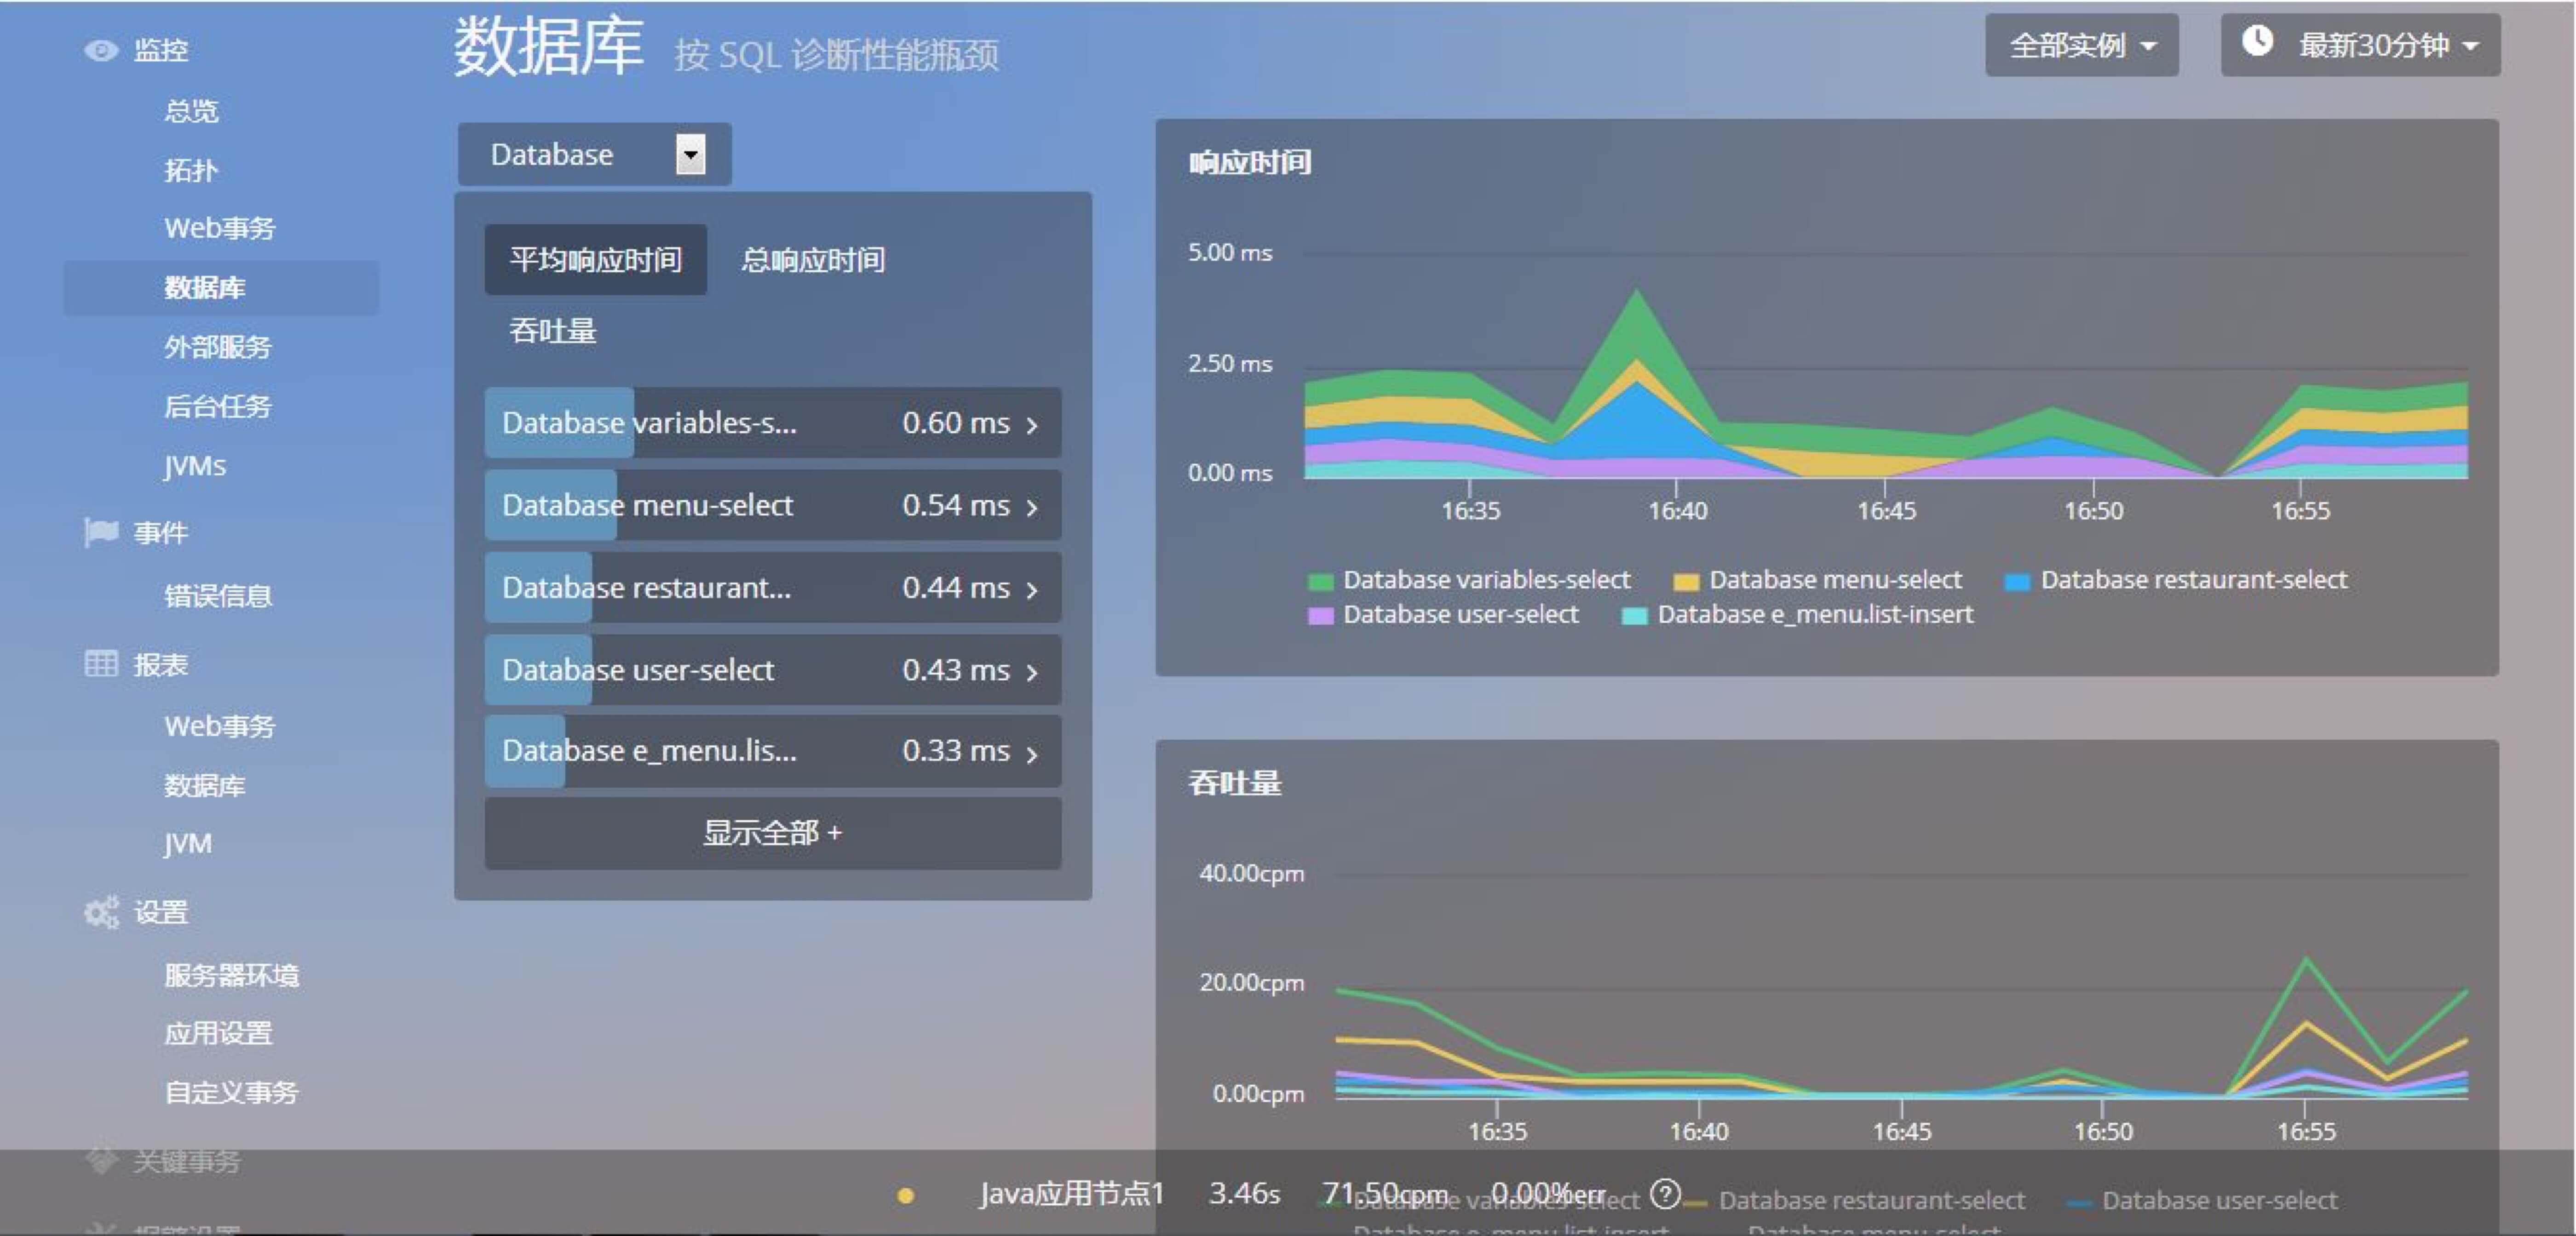 监控
总览
拓扑
Web事务
数据库
外部服务
后台任务
JVMs
事件
错误信息
报表
Web事务
数据库
JVM
设置
服务器环境
应用设置
自定义事务
关键事务
报警设置
数据库 按 SQL 诊断性能瓶颈
全部实例
最新30分钟
Database
平均响应时间 总响应时间
吞吐量
Database variables-s... 0.60 ms
Database menu-select 0.54 ms
Database restaurant... 0.44 ms
Database user-select 0.43 ms
Database e_menu.lis... 0.33 ms
显示全部 +
响应时间
5.00 ms
2.50 ms
0.00 ms
16:35 16:40 16:45 16:50 16:55
Database variables-select Database menu-select Database restaurant-select
Database user-select Database e_menu.list-insert
吞吐量
40.00cpm
20.00cpm
0.00cpm
16:35 16:40 16:45 16:50 16:55
Database variables-select Database restaurant-select Database user-select
Database e_menu.list-insert Database menu-select
Java应用节点1 3.46s 71.50cpm 0.00%err ?